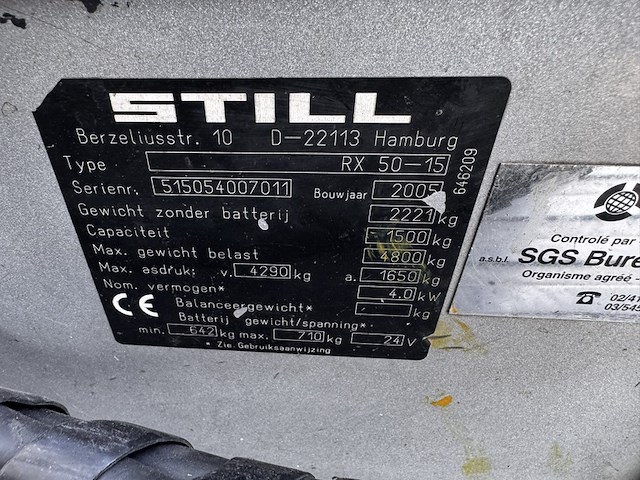 STILL
Berzeliusstr. 10 D-22113 Hamburg
Type RX 50-15
Serienr. 515054007011 Bouwjaar 2005
Gewicht zonder batterij 2221 kg
Capaciteit 1500 kg
Max. gewicht belast 4800 kg
Max. asdruk: v. 4290 kg a. 1650 kg
Nom. vermogen* 4.0 kW
Balanceergewicht* kg
Batterij gewicht/spanning*
min. 642 kg max. 710 kg 24 V
* Zie Gebruiksaanwijzing
CE
646209
Contrôlé par
a.s.b.l. SGS Bure
Organisme agréé -
☎ 02/47
03/545